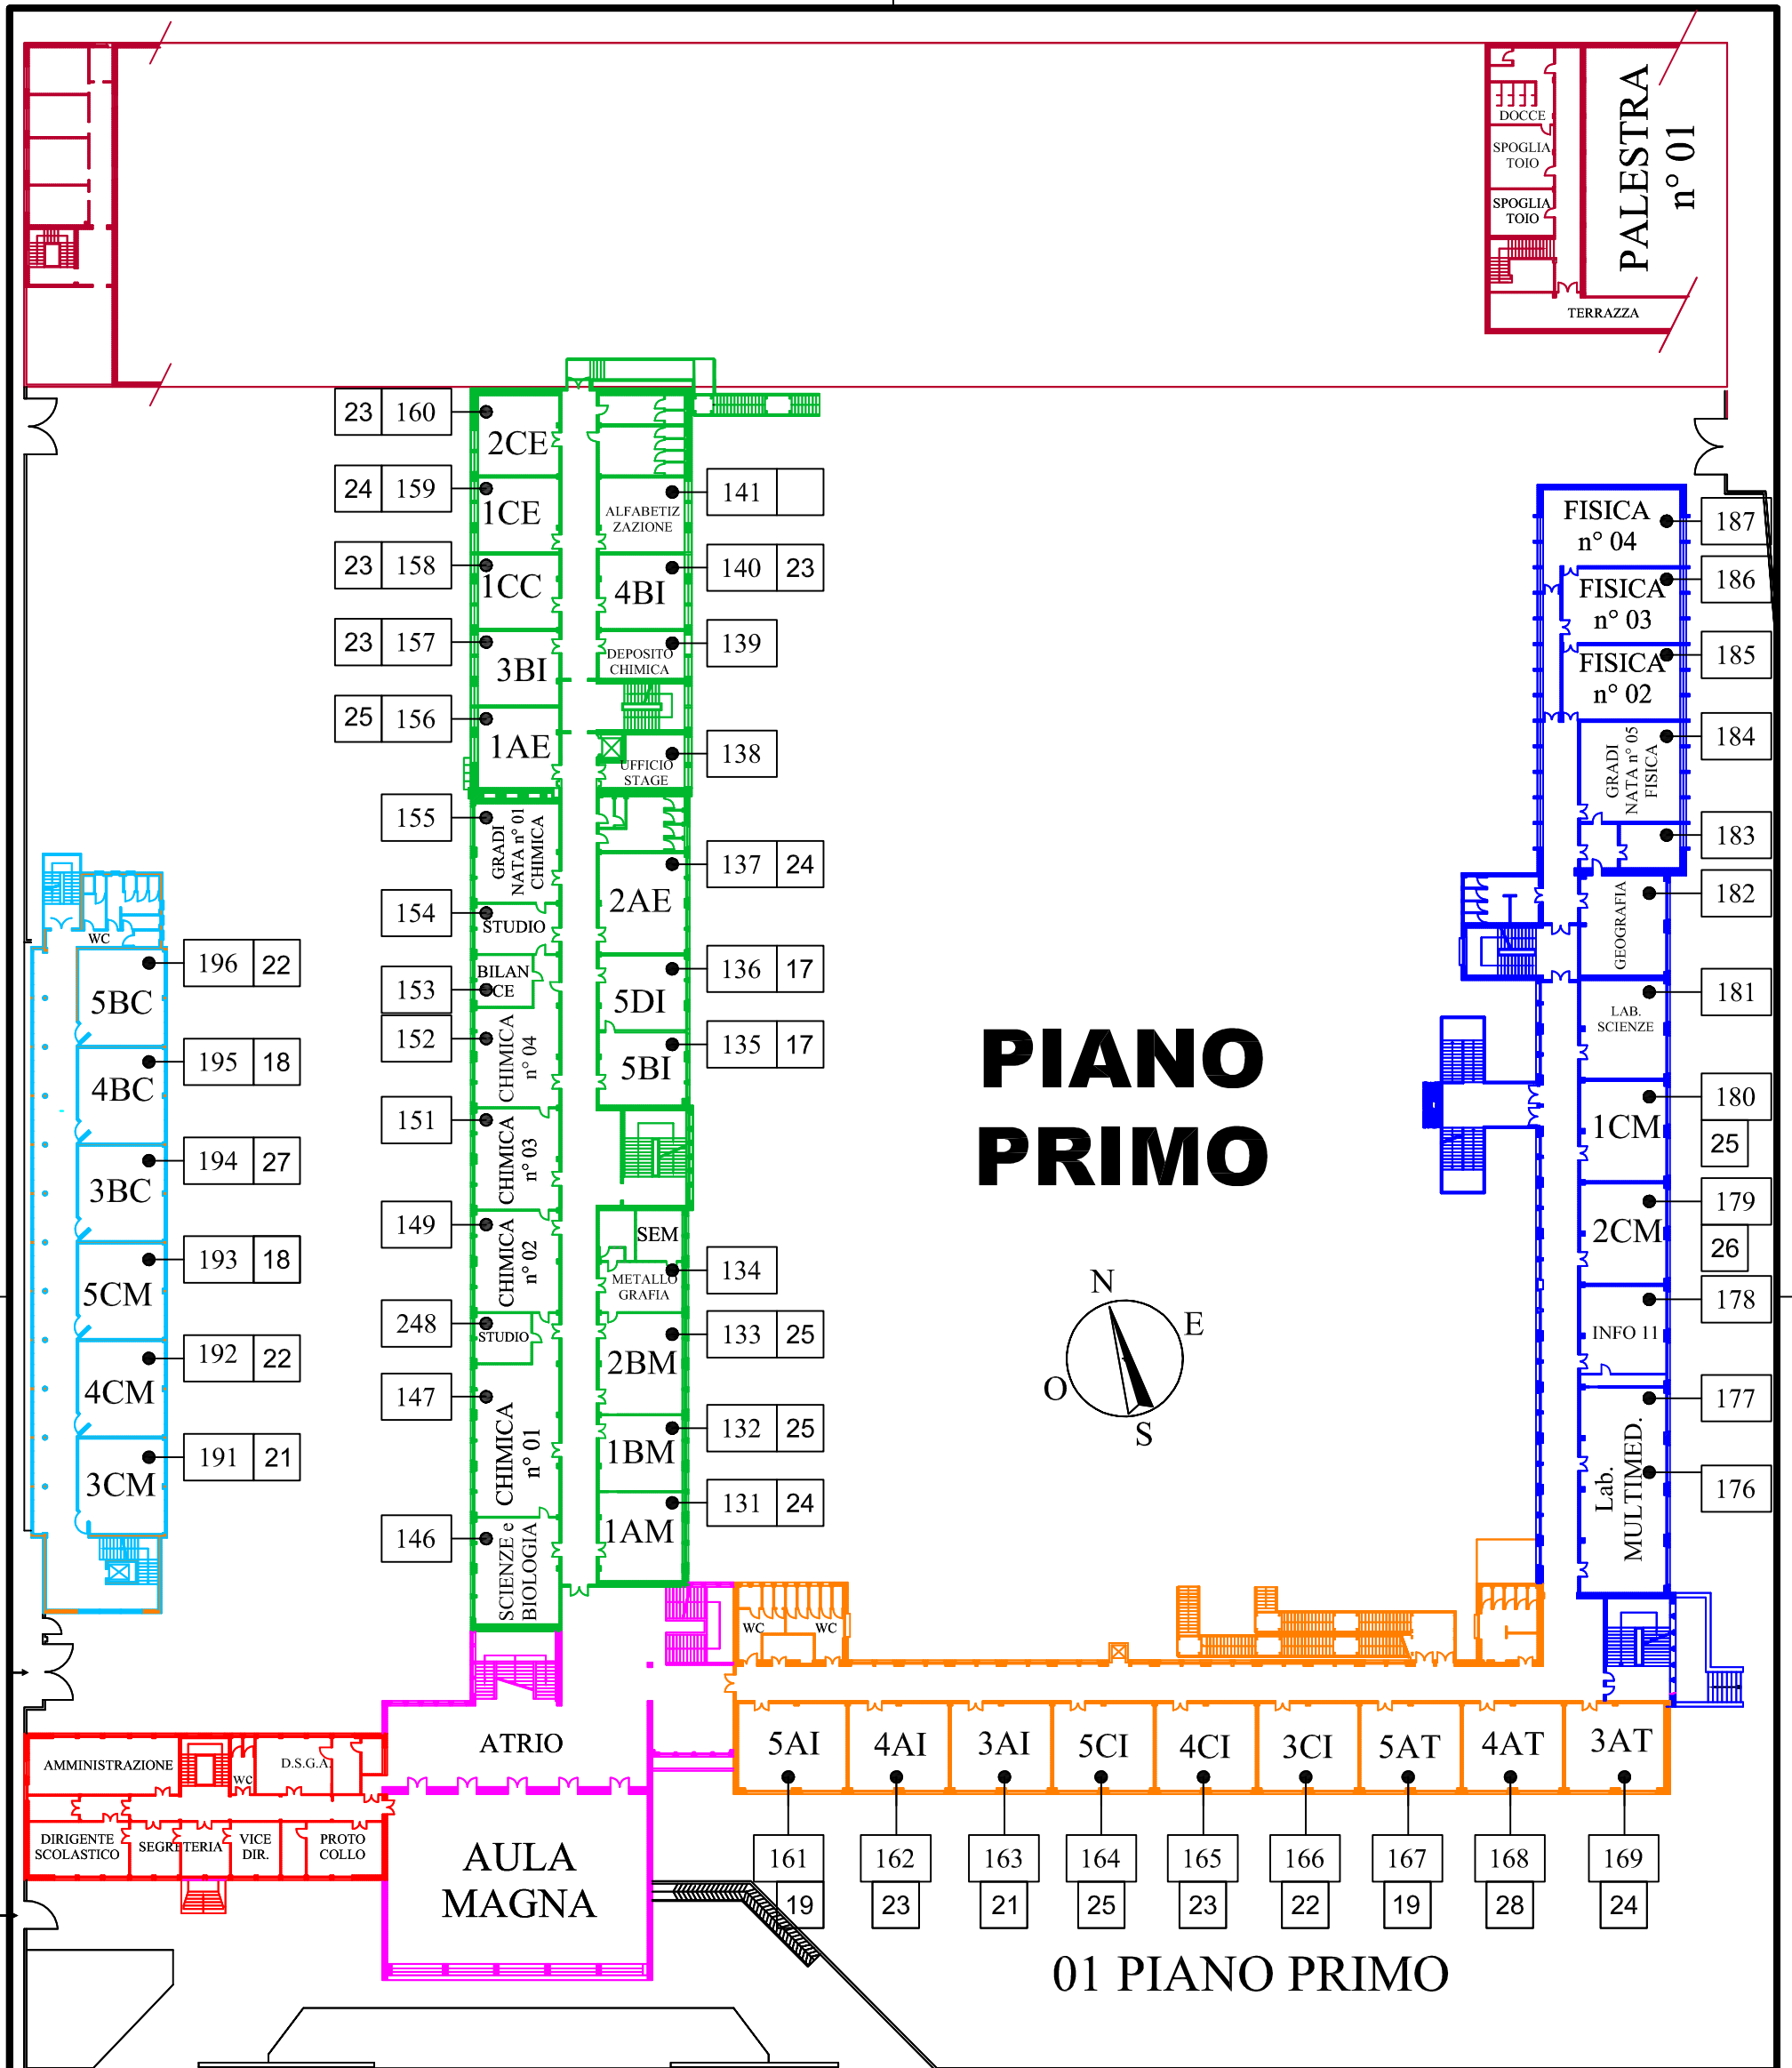 DOCCE
SPOGLIA
TOIO
SPOGLIA
TOIO
PALESTRA
n° 01
TERRAZZA
23 160
2CE
24 159
1CE
23 158
1CC
23 157
3BI
25 156
1AE
155
GRADI
NATA n° 01
CHIMICA
154
STUDIO
153
BILAN
CE
152
CHIMICA
n° 04
151
CHIMICA
n° 03
149
CHIMICA
n° 02
248
STUDIO
147
CHIMICA
n° 01
146
SCIENZE e
BIOLOGIA
141
ALFABETIZ
ZAZIONE
140 23
4BI
139
DEPOSITO
CHIMICA
138
UFFICIO
STAGE
137 24
2AE
136 17
5DI
135 17
5BI
SEM
134
METALLO
GRAFIA
133 25
2BM
132 25
1BM
131 24
1AM
WC
196 22
5BC
195 18
4BC
194 27
3BC
193 18
5CM
192 22
4CM
191 21
3CM
PIANO
PRIMO
N
E
O
S
FISICA
n° 04
187
FISICA
n° 03
186
FISICA
n° 02
185
GRADI
NATA n° 05
FISICA
184
183
GEOGRAFIA
182
LAB.
SCIENZE
181
1CM
180
25
2CM
179
26
INFO 11
178
Lab.
MULTIMED.
177
176
WC
WC
ATRIO
AULA
MAGNA
AMMINISTRAZIONE
WC
D.S.G.A.
DIRIGENTE
SCOLASTICO
SEGRETERIA
VICE
DIR.
PROTO
COLLO
5AI 4AI 3AI 5CI 4CI 3CI 5AT 4AT 3AT
161 162 163 164 165 166 167 168 169
19 23 21 25 23 22 19 28 24
01 PIANO PRIMO